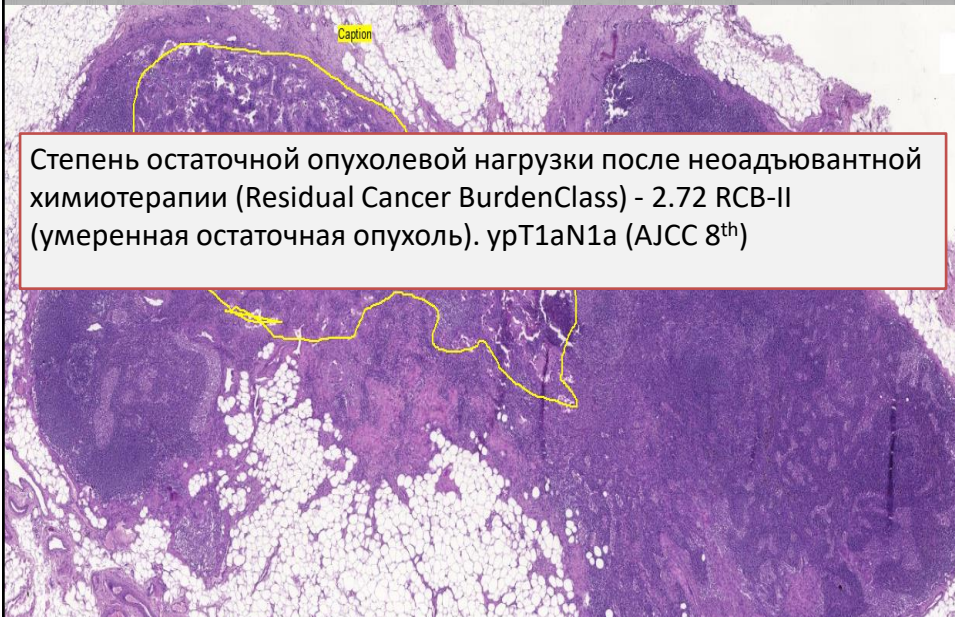 Caption
Степень остаточной опухолевой нагрузки после неоадъювантной
химиотерапии (Residual Cancer BurdenClass) - 2.72 RCB-II
(умеренная остаточная опухоль). ypT1aN1a (AJCC 8th)